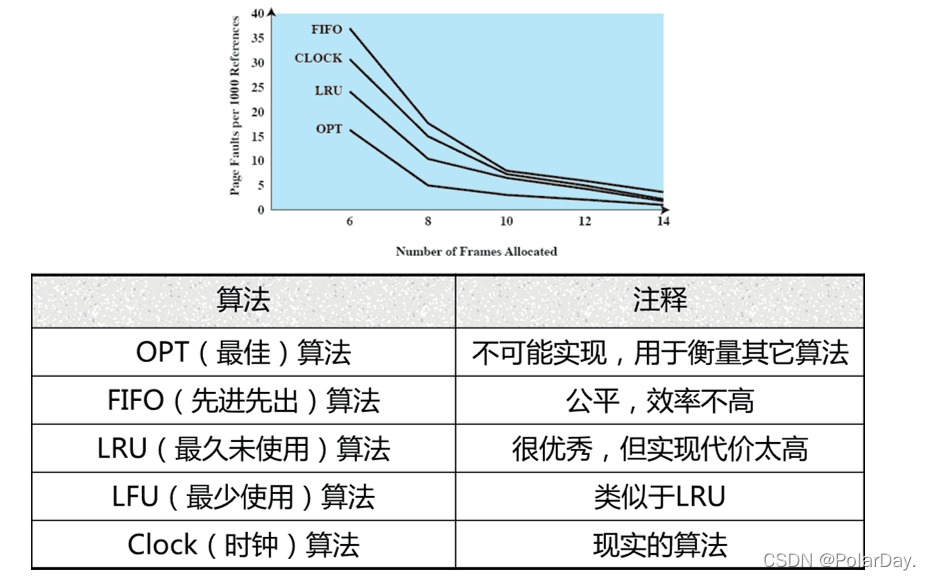 Page Faults per 1000 References
40
35
30
25
20
15
10
5
0
FIFO
CLOCK
LRU
OPT
6 8 10 12 14
Number of Frames Allocated
算法 注释
OPT（最佳）算法 不可能实现，用于衡量其它算法
FIFO（先进先出）算法 公平，效率不高
LRU（最久未使用）算法 很优秀，但实现代价太高
LFU（最少使用）算法 类似于LRU
Clock（时钟）算法 现实的算法
CSDN @PolarDay.